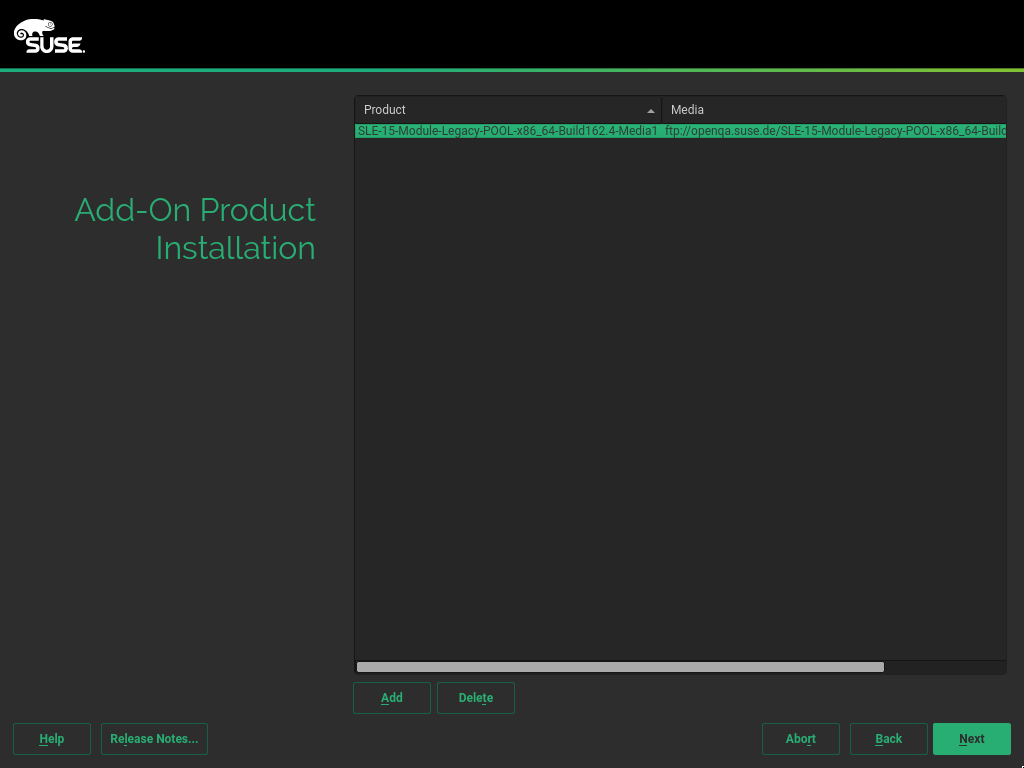 SUSE.
Product Media
SLE-15-Module-Legacy-POOL-x86_64-Build162.4-Media1 ftp://openqa.suse.de/SLE-15-Module-Legacy-POOL-x86_64-Build
Add-On Product
Installation
Add Delete
Help Release Notes... Abort Back Next